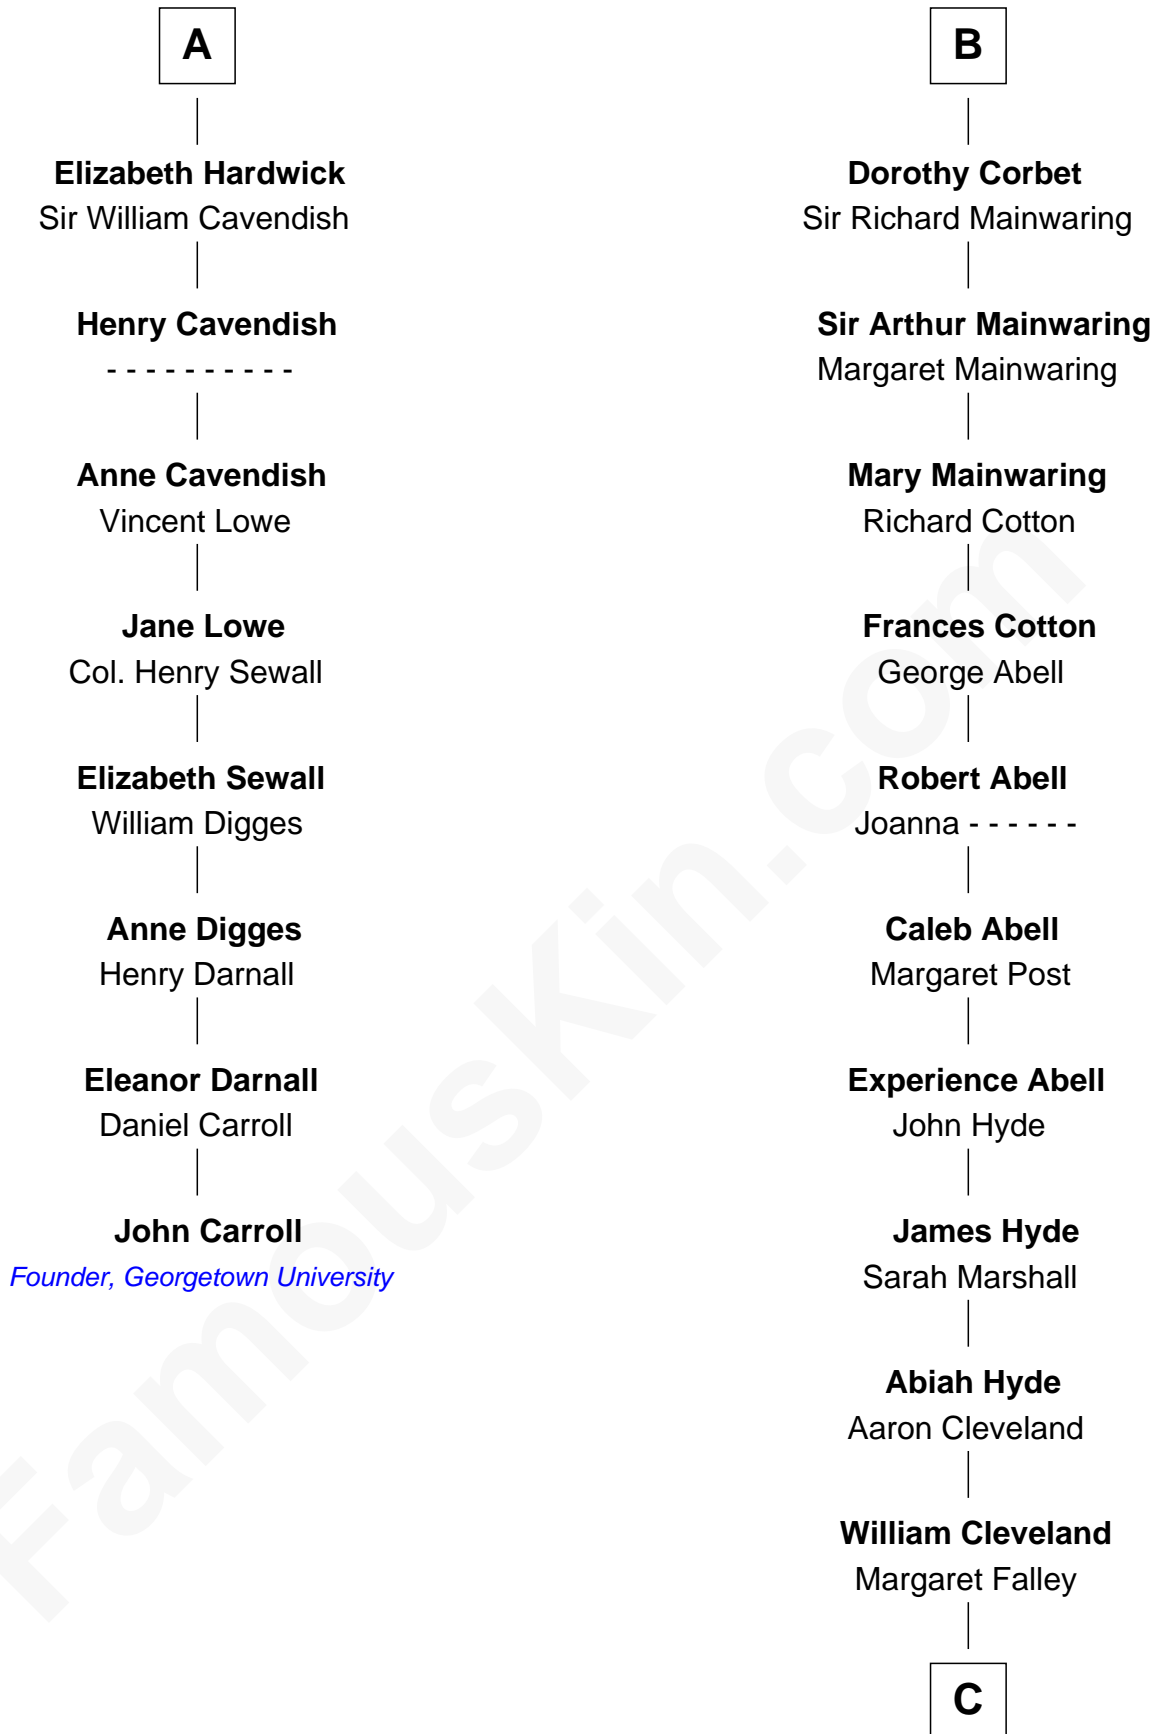 A
Elizabeth Hardwick
Sir William Cavendish
Henry Cavendish
- - - - - - - - - -
Anne Cavendish
Vincent Lowe
Jane Lowe
Col. Henry Sewall
Elizabeth Sewall
William Digges
Anne Digges
Henry Darnall
Eleanor Darnall
Daniel Carroll
John Carroll
Founder, Georgetown University
B
Dorothy Corbet
Sir Richard Mainwaring
Sir Arthur Mainwaring
Margaret Mainwaring
Mary Mainwaring
Richard Cotton
Frances Cotton
George Abell
Robert Abell
Joanna - - - - - -
Caleb Abell
Margaret Post
Experience Abell
John Hyde
James Hyde
Sarah Marshall
Abiah Hyde
Aaron Cleveland
William Cleveland
Margaret Falley
C
FamousKin.com